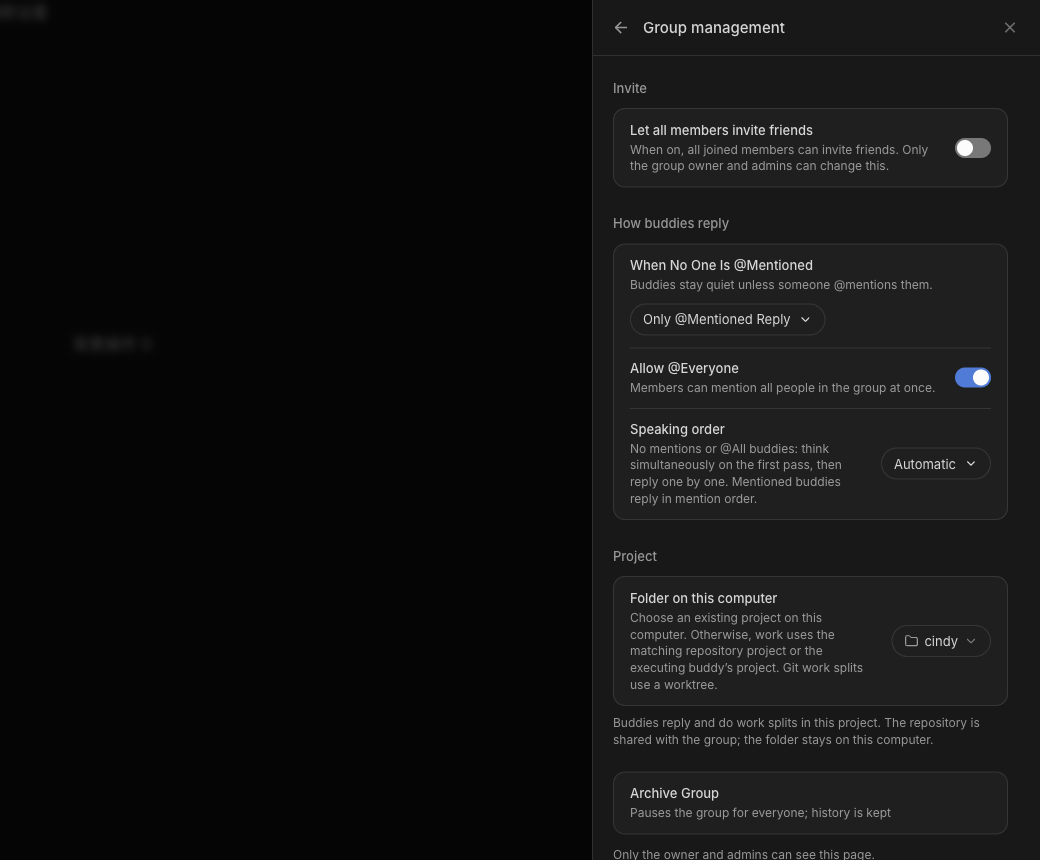 Group management
Invite
Let all members invite friends
When on, all joined members can invite friends. Only
the group owner and admins can change this.
How buddies reply
When No One Is @Mentioned
Buddies stay quiet unless someone @mentions them.
Only @Mentioned Reply
Allow @Everyone
Members can mention all people in the group at once.
Speaking order
No mentions or @All buddies: think
simultaneously on the first pass, then
reply one by one. Mentioned buddies
reply in mention order.
Automatic
Project
Folder on this computer
Choose an existing project on this
computer. Otherwise, work uses the
matching repository project or the
executing buddy’s project. Git work splits
use a worktree.
cindy
Buddies reply and do work splits in this project. The repository is
shared with the group; the folder stays on this computer.
Archive Group
Pauses the group for everyone; history is kept
Only the owner and admins can see this page.